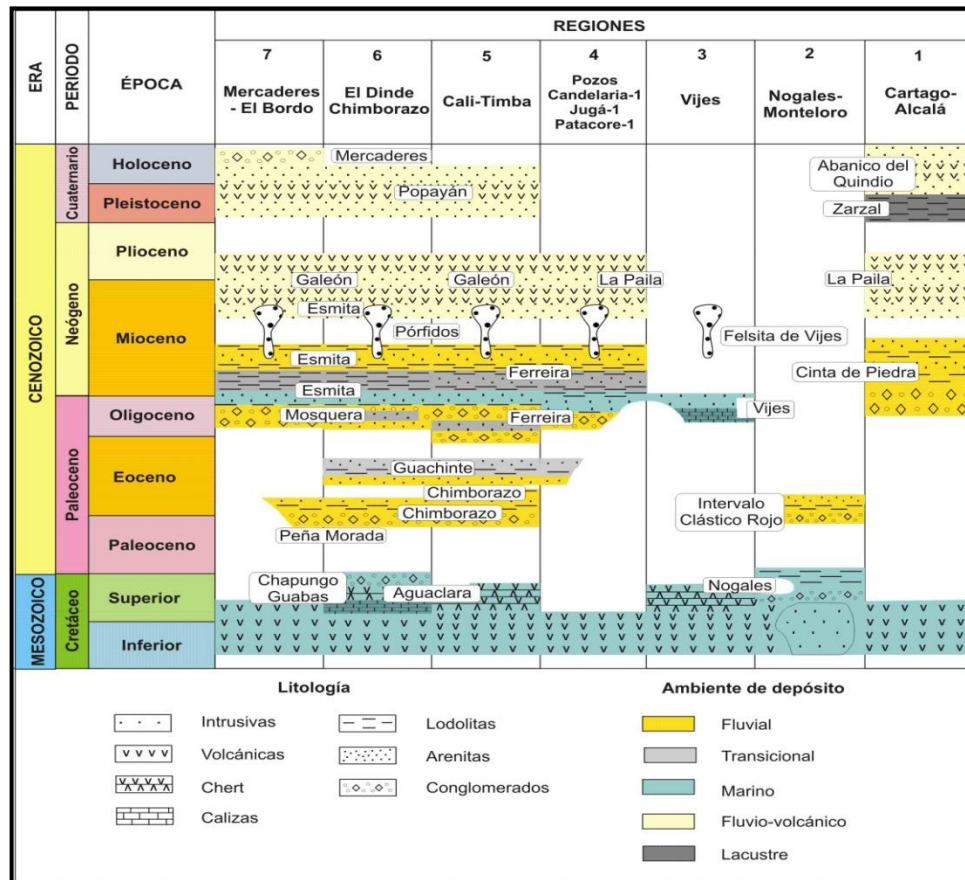 REGIONES
ERA
PERIODO
ÉPOCA
7
Mercaderes
- El Bordo
6
El Dinde
Chimborazo
5
Cali-Timba
4
Pozos
Candelaria-1
Jugá-1
Patacore-1
3
Vijes
2
Nogales-
Monteloro
1
Cartago-
Alcalá
CENOZOICO
MESOZOICO
Cuaternario
Neógeno
Paleoceno
Cretáceo
Holoceno
Pleistoceno
Plioceno
Mioceno
Oligoceno
Eoceno
Paleoceno
Superior
Inferior
Mercaderes
Popayán
Abanico del
Quindio
Zarzal
Galeón
Galeón
La Paila
La Paila
Esmita
Pórfidos
Felsita de Vijes
Esmita
Ferreira
Cinta de Piedra
Esmita
Mosquera
Ferreira
Vijes
Guachinte
Chimborazo
Chimborazo
Intervalo
Clástico Rojo
Peña Morada
Chapungo
Guabas
Aguaclara
Nogales
Litología
Intrusivas
Volcánicas
Chert
Calizas
Lodolitas
Arenitas
Conglomerados
Ambiente de depósito
Fluvial
Transicional
Marino
Fluvio-volcánico
Lacustre